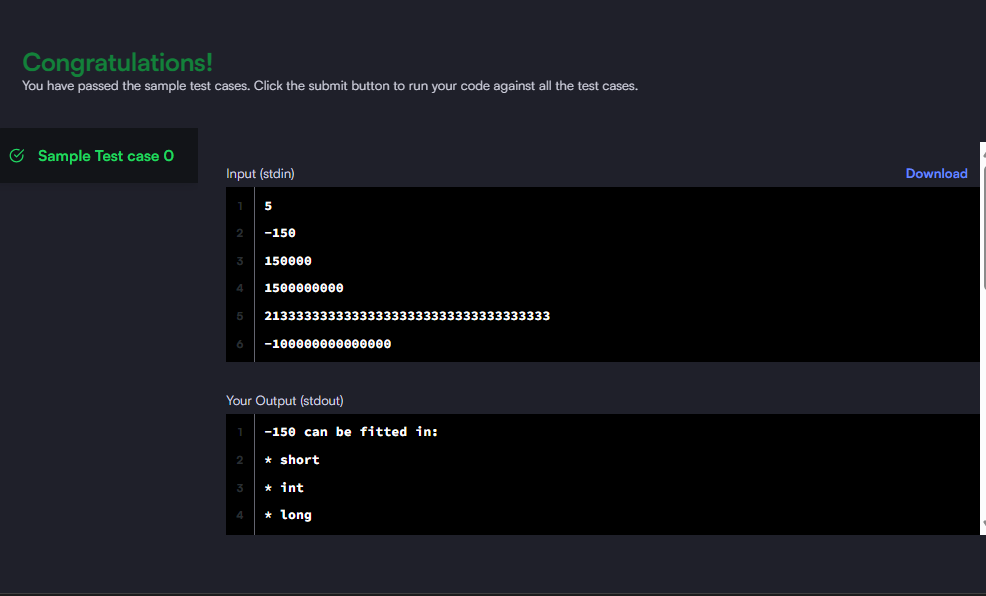 Congratulations!
You have passed the sample test cases. Click the submit button to run your code against all the test cases.
Sample Test case 0
Input (stdin)
Download
1 5
2 -150
3 150000
4 1500000000
5 213333333333333333333333333333333333
6 -100000000000000
Your Output (stdout)
1 -150 can be fitted in:
2 * short
3 * int
4 * long